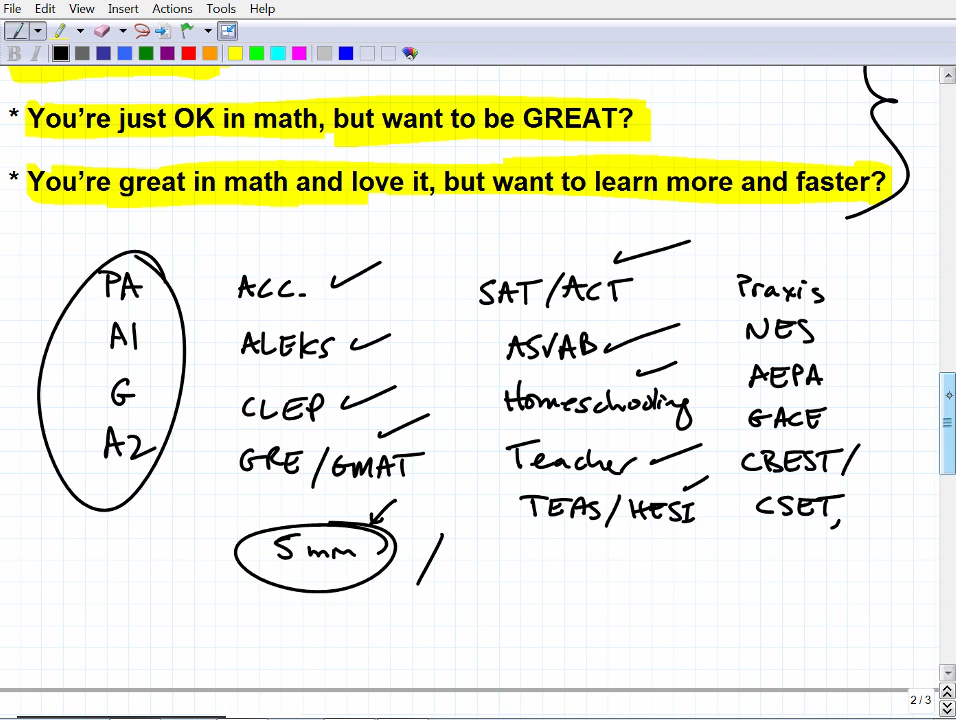 File Edit View Insert Actions Tools Help
B I
* You're just OK in math, but want to be GREAT?
* You're great in math and love it, but want to learn more and faster?
PA
A1
G
A2
ACC.
ALEKS
CLEP
GRE/GMAT
5 mm
SAT/ACT
ASVAB
Homeschooling
Teacher
TEAS/HESI
Praxis
NES
AEPA
GACE
CBEST/
CSET,
2 / 3